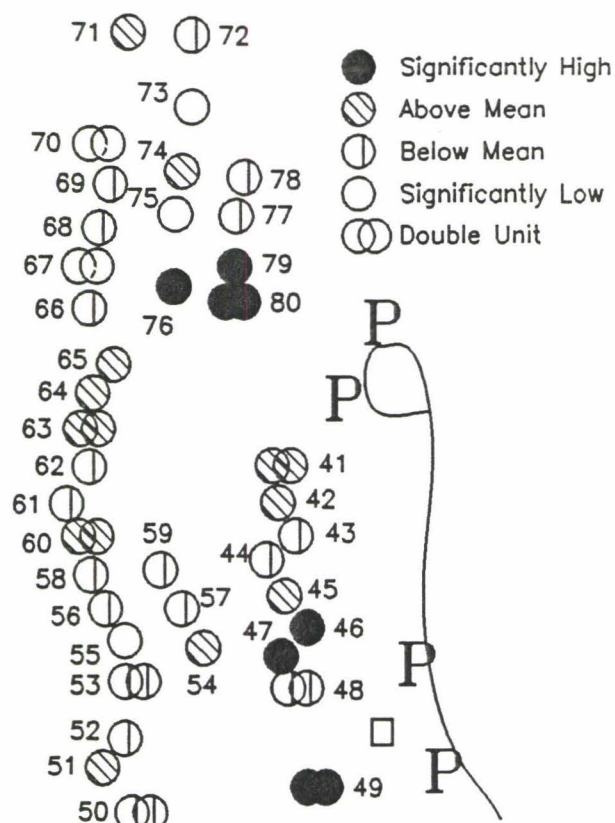 71 72
Significantly High
73
Above Mean
70 74
Below Mean
69 78
75 Significantly Low
68 77
Double Unit
67 79
66 76 80
P
65
64 P
63
62 41
61 42
60 59 43
44
58 45
56 57
47 46
55
53 54 48 P
52
51 P
49
50